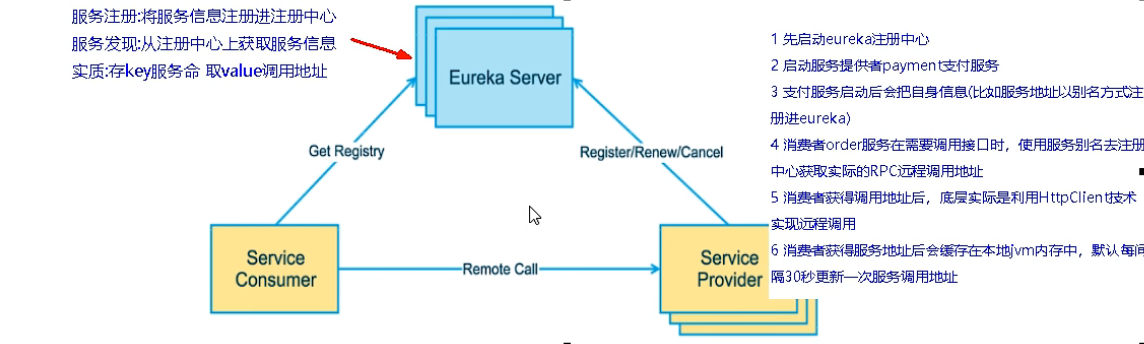 服务注册:将服务信息注册进注册中心
服务发现:从注册中心上获取服务信息
实质:存key服务命 取value调用地址
Eureka Server
Get Registry
Register/Renew/Cancel
Service
Consumer
Remote Call
Service
Provider
1 先启动eureka注册中心
2 启动服务提供者payment支付服务
3 支付服务启动后会把自身信息(比如服务地址以别名方式注
册进eureka)
4 消费者order服务在需要调用接口时，使用服务别名去注册
中心获取实际的RPC远程调用地址
5 消费者获得调用地址后，底层实际是利用HttpClient技术
实现远程调用
6 消费者获得服务地址后会缓存在本地jvm内存中，默认每间
隔30秒更新一次服务调用地址